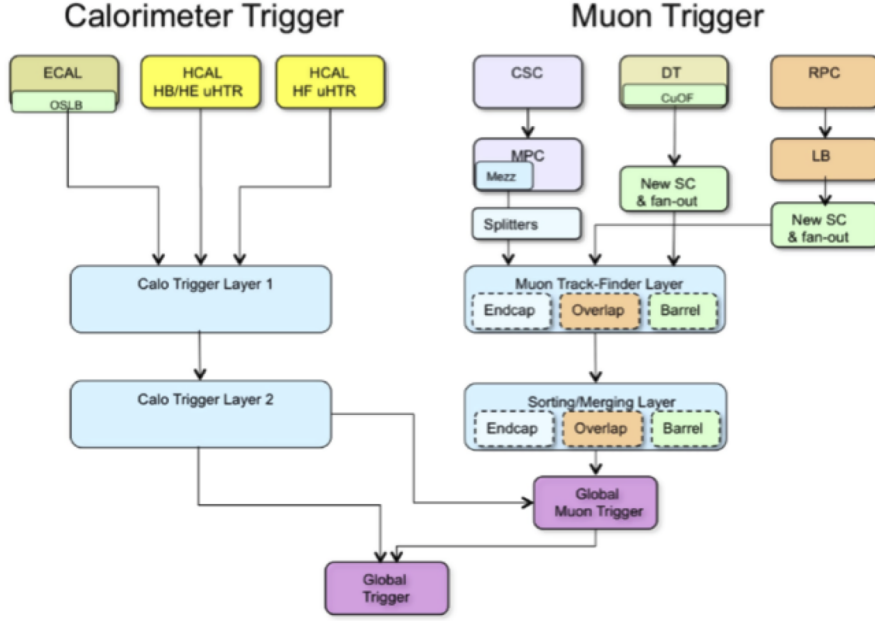 Calorimeter Trigger
Muon Trigger
ECAL
OSLB
HCAL
HB/HE uHTR
HCAL
HF uHTR
CSC
DT
CuOF
RPC
MPC
Mezz
LB
New SC
& fan-out
Splitters
New SC
& fan-out
Calo Trigger Layer 1
Muon Track-Finder Layer
Endcap
Overlap
Barrel
Calo Trigger Layer 2
Sorting/Merging Layer
Endcap
Overlap
Barrel
Global
Muon Trigger
Global
Trigger